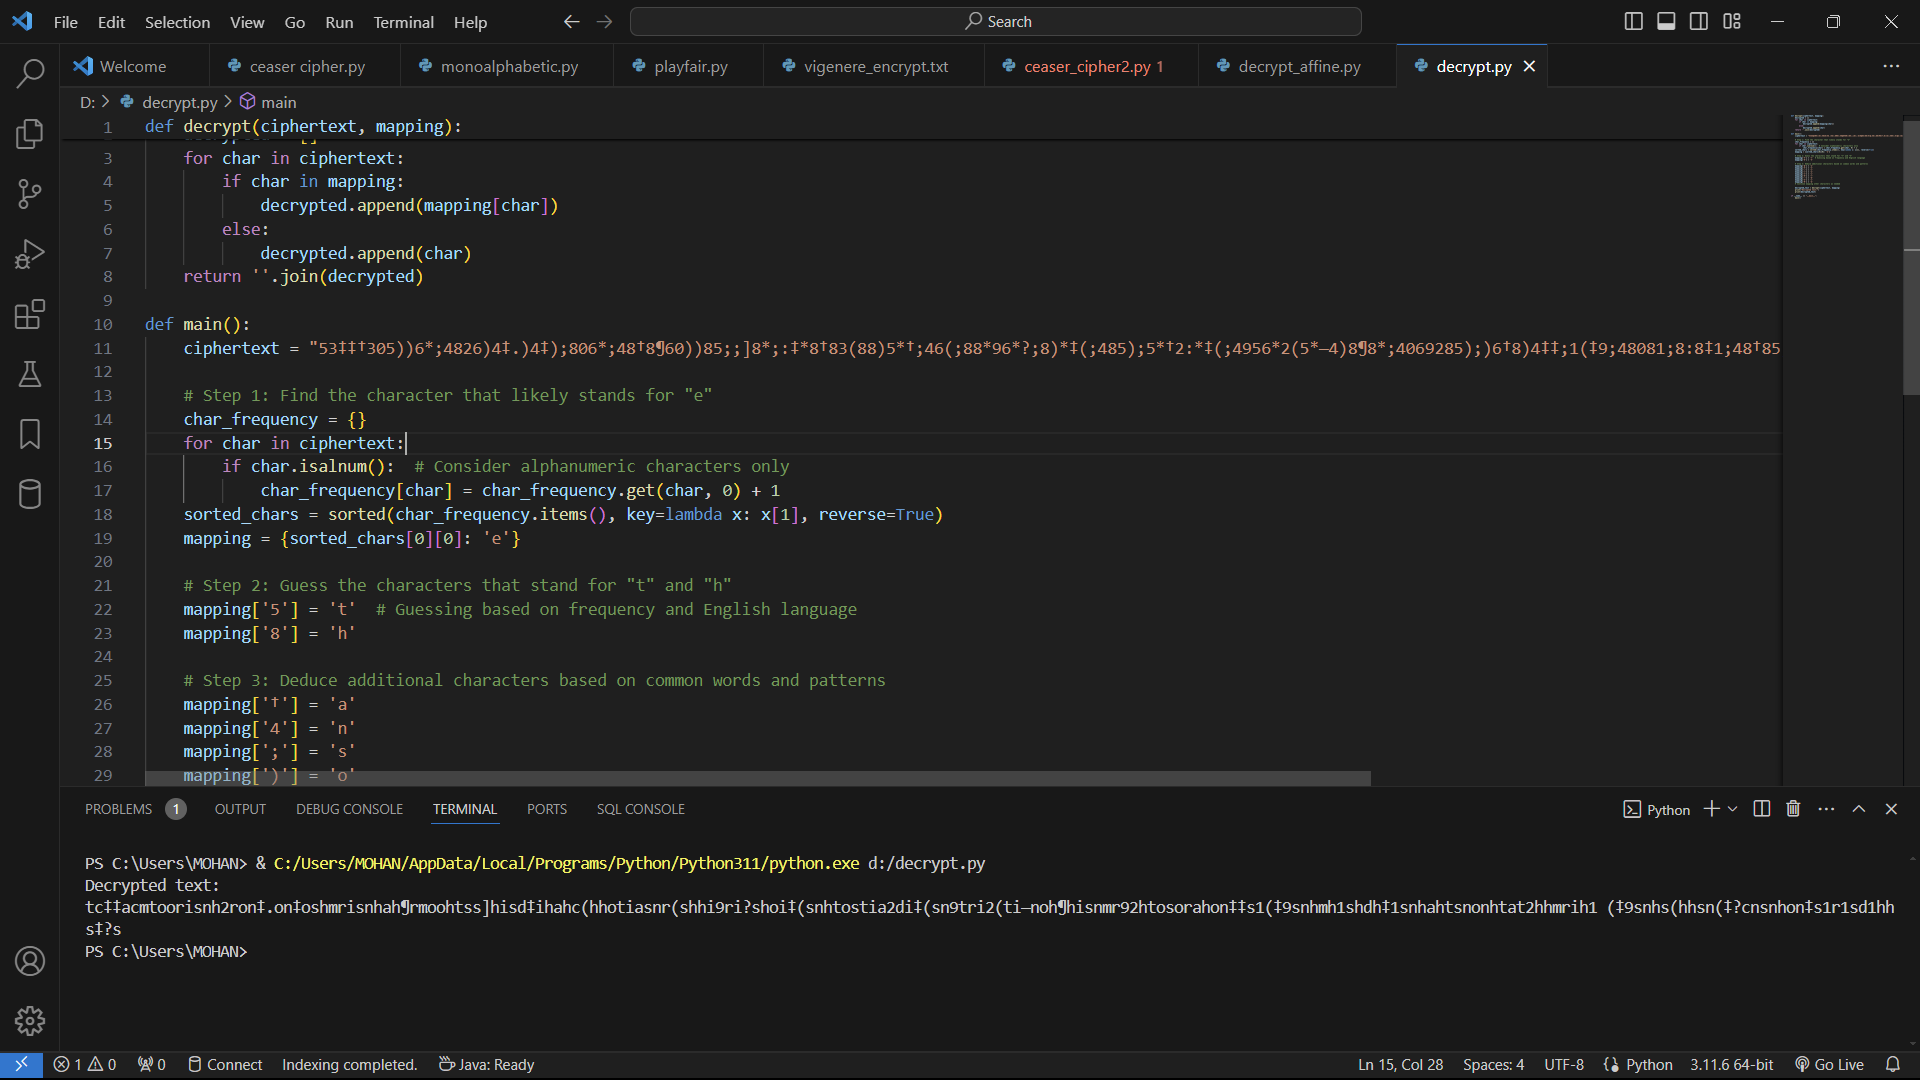 File Edit Selection View Go Run Terminal Help Search
Welcome ceaser cipher.py monoalphabetic.py playfair.py vigenere_encrypt.txt ceaser_cipher2.py 1 decrypt_affine.py decrypt.py
D: > decrypt.py > main
1 def decrypt(ciphertext, mapping):
3 for char in ciphertext:
4 if char in mapping:
5 decrypted.append(mapping[char])
6 else:
7 decrypted.append(char)
8 return ''.join(decrypted)
9
10 def main():
11 ciphertext = "53‡‡†305))6*;4826)4‡.)4‡);806*;48†8¶60))85;;]8*;:‡*8†83(88)5*†;46(;88*96*?;8)*‡(;485);5*†2:*‡(;4956*2(5*—4)8¶8*;4069285);)6†8)4‡‡;1(‡9;48081;8:8‡1;48†85
12
13 # Step 1: Find the character that likely stands for "e"
14 char_frequency = {}
15 for char in ciphertext:
16 if char.isalnum():  # Consider alphanumeric characters only
17 char_frequency[char] = char_frequency.get(char, 0) + 1
18 sorted_chars = sorted(char_frequency.items(), key=lambda x: x[1], reverse=True)
19 mapping = {sorted_chars[0][0]: 'e'}
20
21 # Step 2: Guess the characters that stand for "t" and "h"
22 mapping['5'] = 't'  # Guessing based on frequency and English language
23 mapping['8'] = 'h'
24
25 # Step 3: Deduce additional characters based on common words and patterns
26 mapping['†'] = 'a'
27 mapping['4'] = 'n'
28 mapping[';'] = 's'
29 mapping[')'] = 'o'
PROBLEMS 1 OUTPUT DEBUG CONSOLE TERMINAL PORTS SQL CONSOLE Python
PS C:\Users\MOHAN> & C:/Users/MOHAN/AppData/Local/Programs/Python/Python311/python.exe d:/decrypt.py
Decrypted text:
tc‡‡acmtoorisnh2ron‡.on‡oshmrisnhah¶rmoohtss]hisd‡ihahc(hhotiasnr(shhi9ri?shoi‡(snhtostia2di‡(sn9tri2(ti—noh¶hisnmr92htosorahon‡‡s1(‡9snhmh1shdh‡1snhahtsnonhtat2hhmrih1 (‡9snhs(hhsn(‡?cnsnhon‡s1r1sd1hh
s‡?s
PS C:\Users\MOHAN>
1 0 0 Connect Indexing completed. Java: Ready Ln 15, Col 28 Spaces: 4 UTF-8 Python 3.11.6 64-bit Go Live